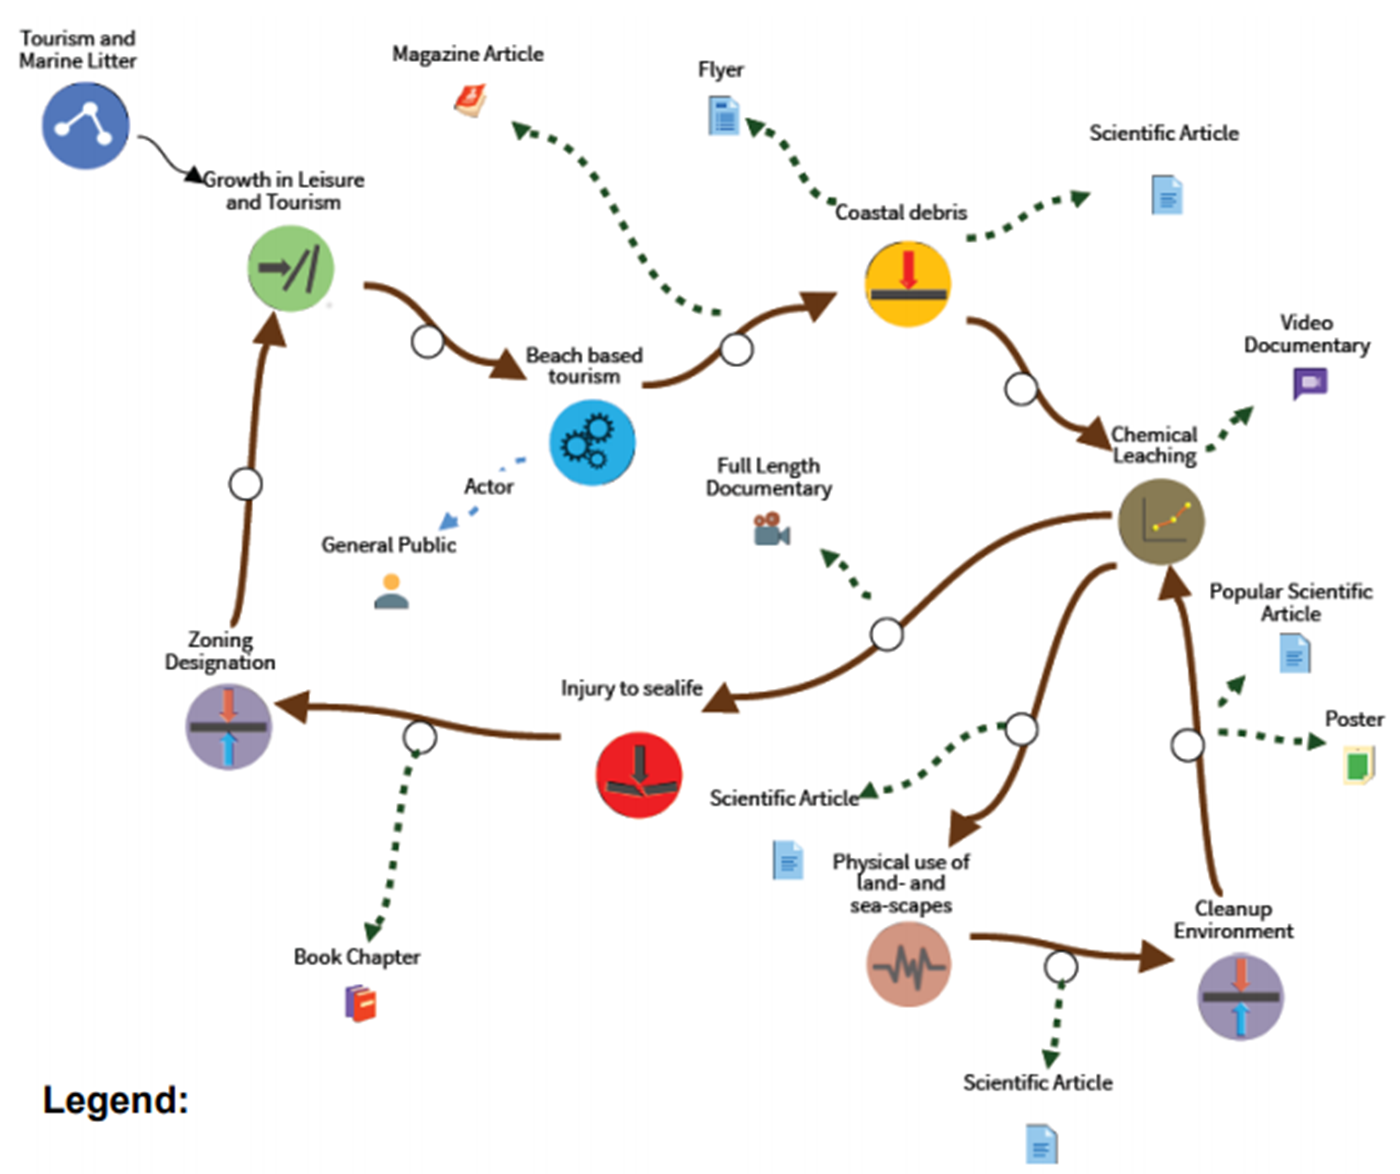 Tourism and
Marine Litter
Magazine Article
Flyer
Scientific Article
Growth in Leisure
and Tourism
Coastal debris
Video
Documentary
Beach based
tourism
Chemical
Leaching
Full Length
Documentary
Actor
General Public
Popular Scientific
Article
Zoning
Designation
Injury to sealife
Poster
Scientific Article
Physical use of
land- and
sea-scapes
Cleanup
Environment
Book Chapter
Scientific Article
Legend: